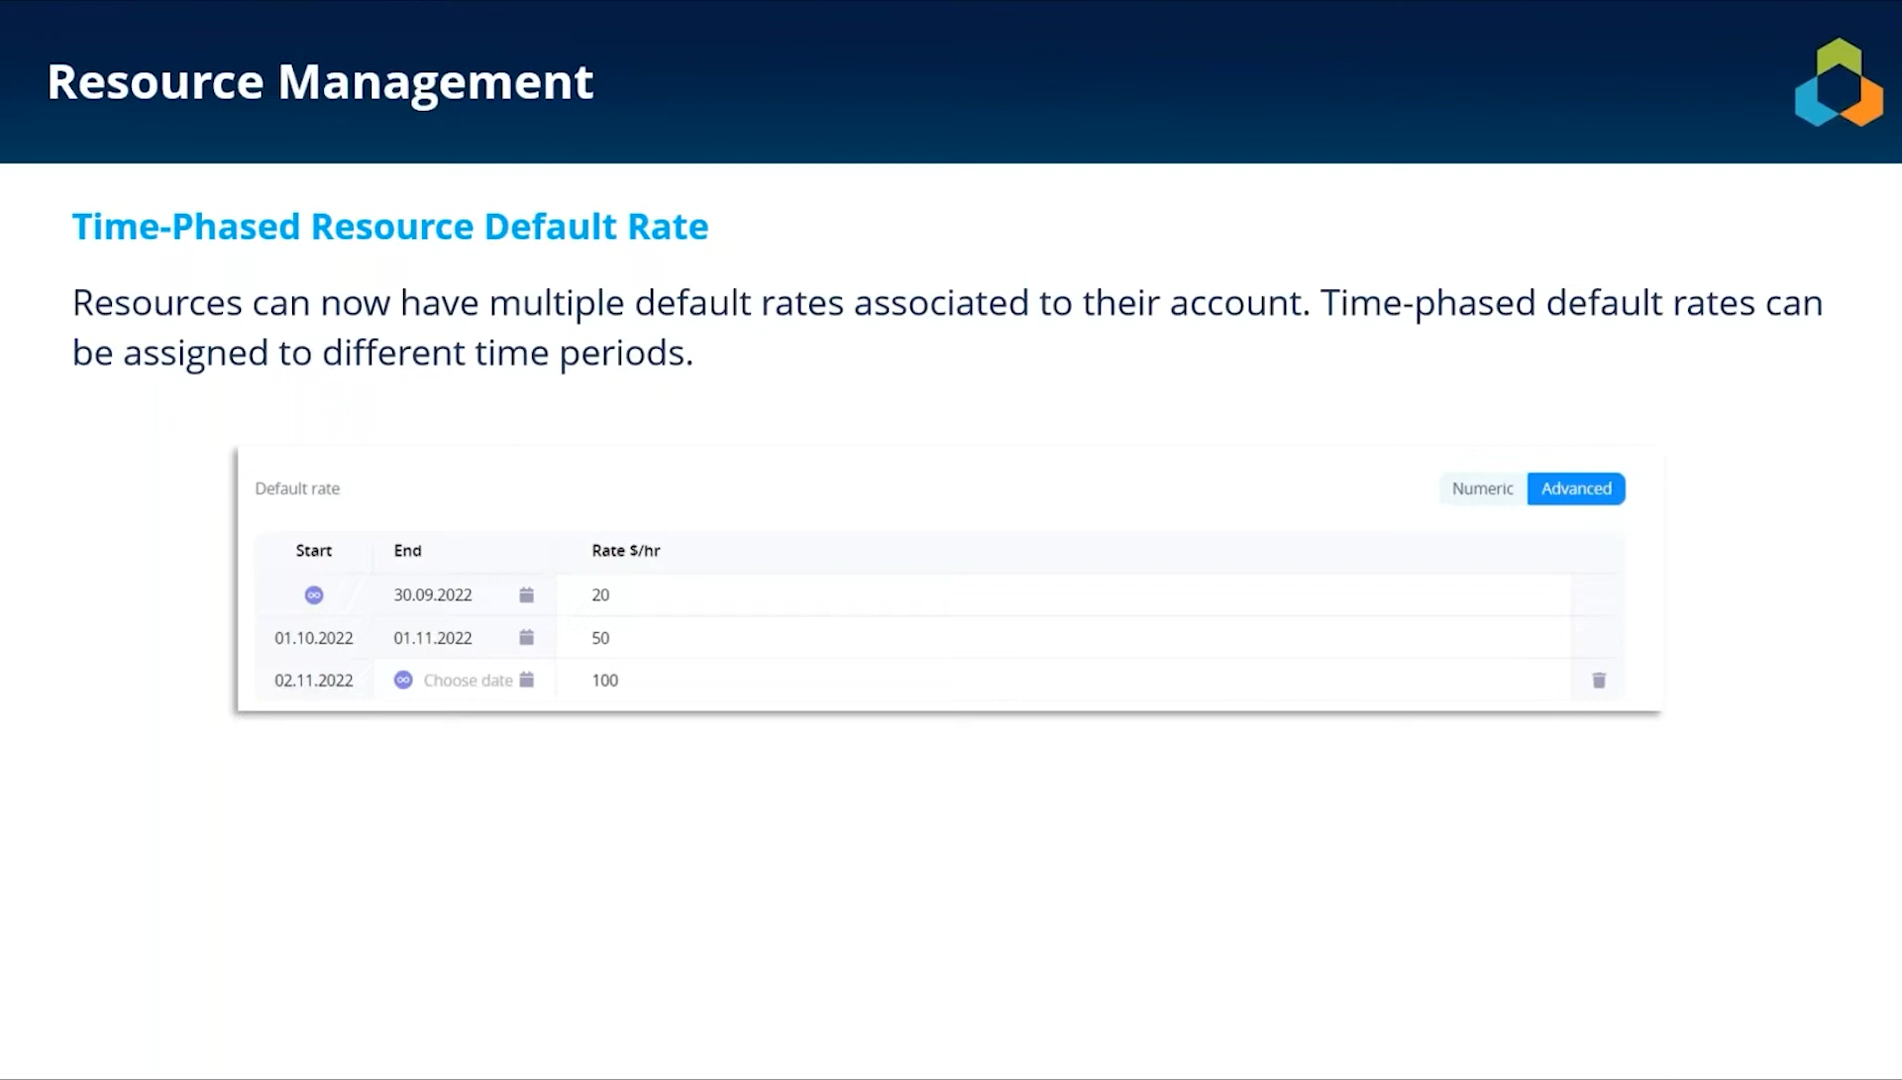 Resource Management
Time-Phased Resource Default Rate
Resources can now have multiple default rates associated to their account. Time-phased default rates can
be assigned to different time periods.
Default rate
Numeric Advanced
Start End Rate $/hr
30.09.2022 20
01.10.2022 01.11.2022 50
02.11.2022 Choose date 100